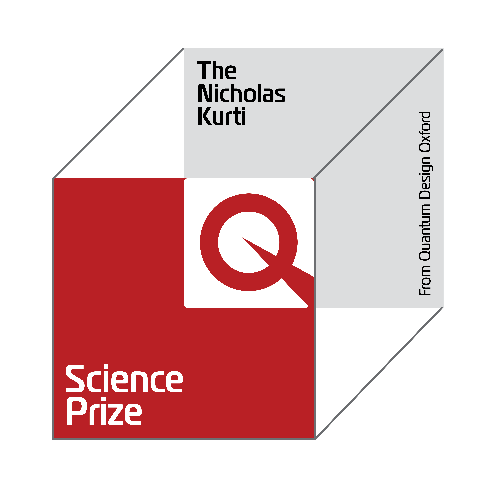 The
Nicholas
Kurti
From Quantum Design Oxford
Science
Prize